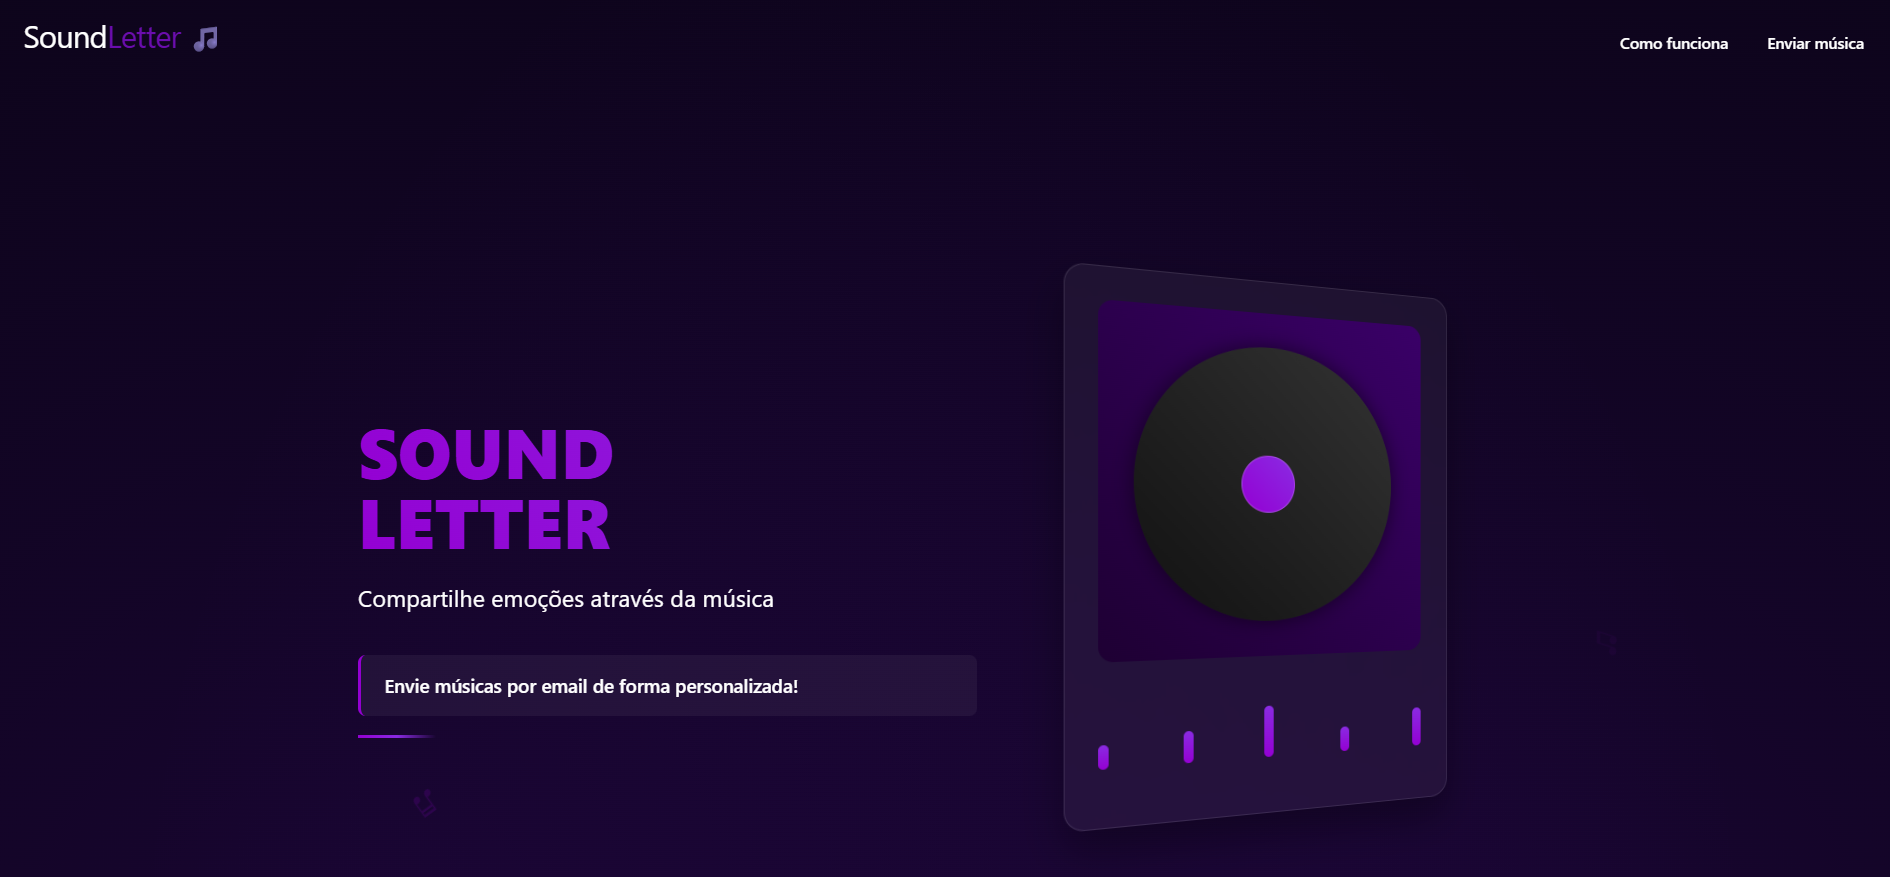 SoundLetter
Como funciona
Enviar música
SOUND
LETTER
Compartilhe emoções através da música
Envie músicas por email de forma personalizada!